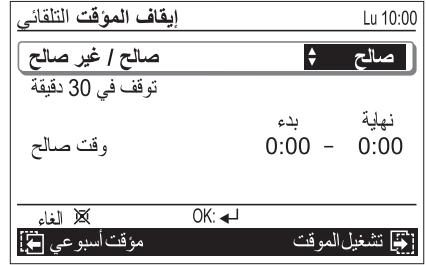 إيقاف المؤقت التلقائي Lu 10:00
صالح / غير صالح صالح
توقف في 30 دقيقة
بدء نهاية
وقت صالح 0:00 – 0:00
الغاء OK:
مؤقت أسبوعي تشغيل الموقت